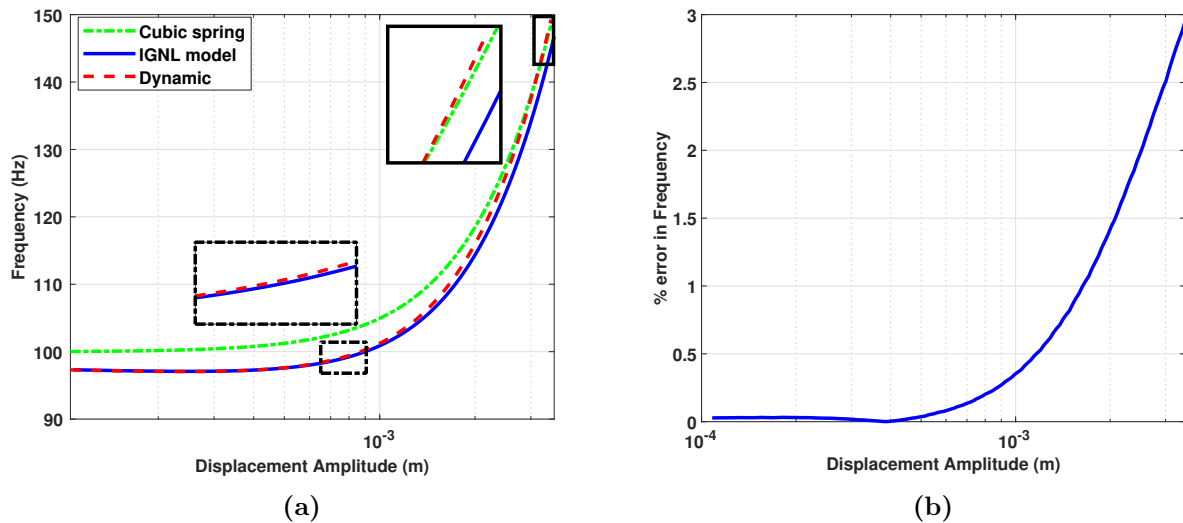 150
140
130
120
110
100
90
Frequency (Hz)
Cubic spring
IGNL model
Dynamic
10-3
Displacement Amplitude (m)
(a)
3
2.5
2
1.5
1
0.5
0
% error in Frequency
10-4
10-3
Displacement Amplitude (m)
(b)